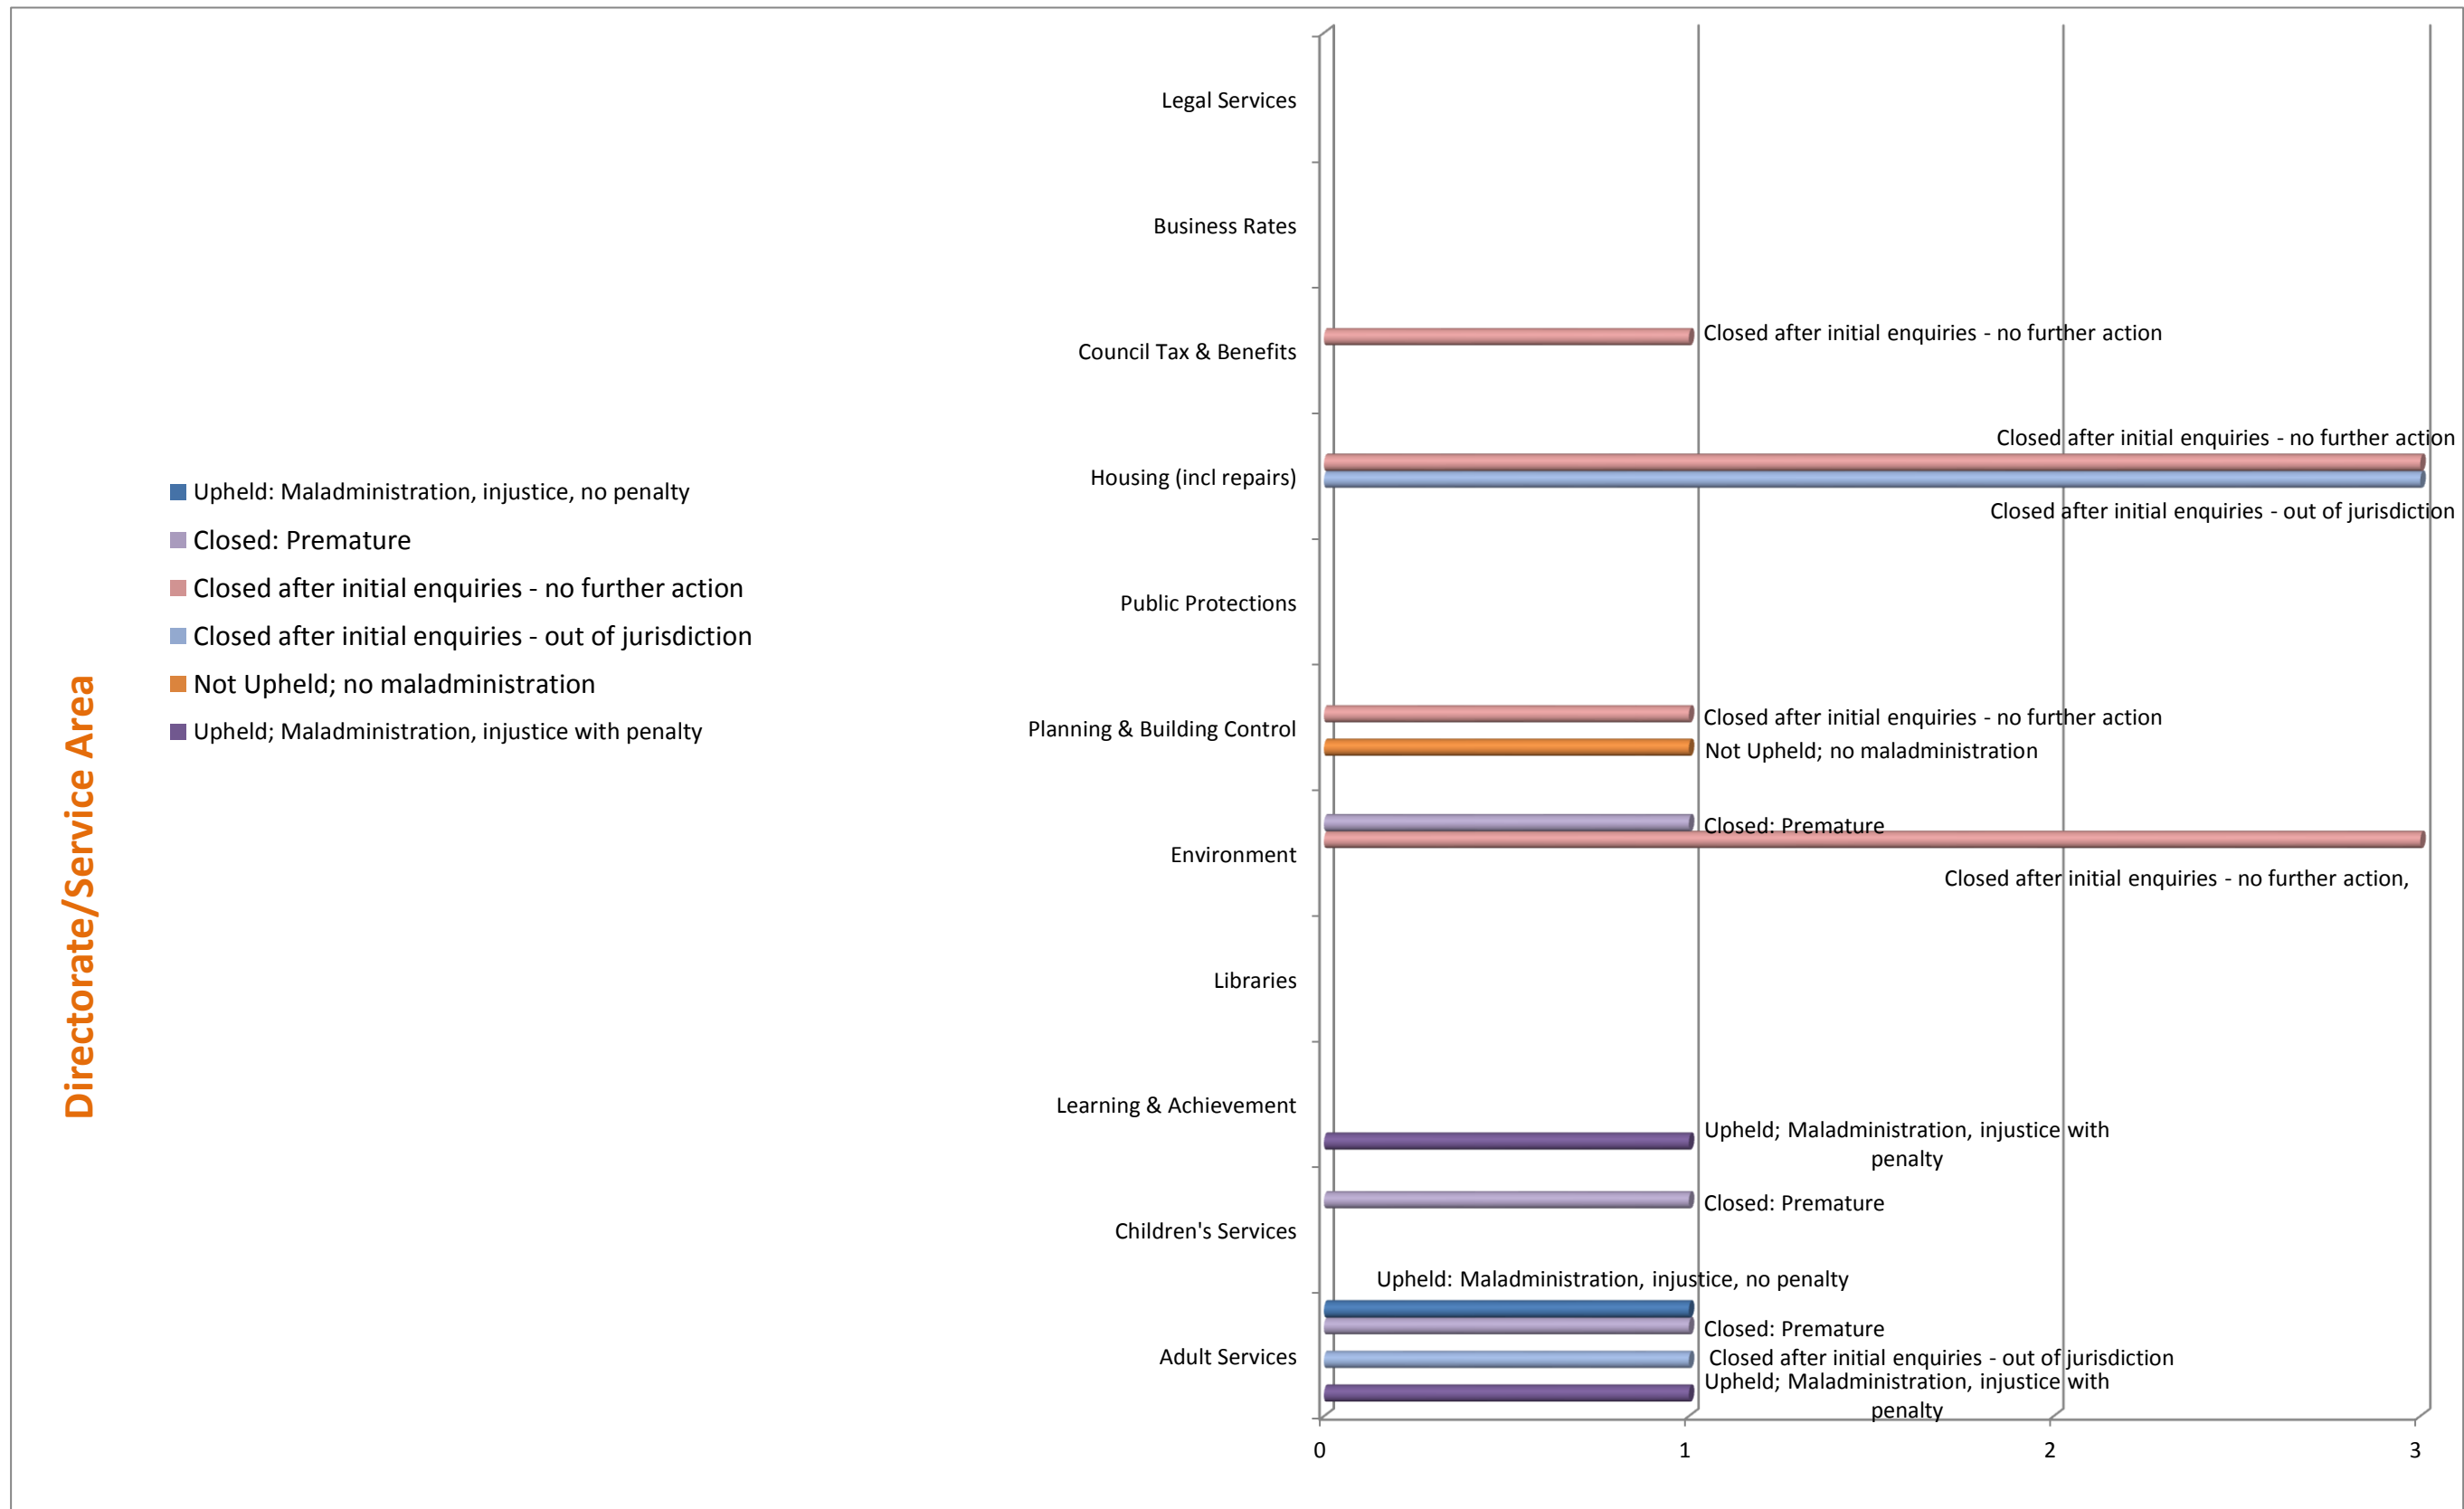 Directorate/Service Area
Upheld: Maladministration, injustice, no penalty
Closed: Premature
Closed after initial enquiries - no further action
Closed after initial enquiries - out of jurisdiction
Not Upheld; no maladministration
Upheld; Maladministration, injustice with penalty
Legal Services
Business Rates
Council Tax & Benefits
Closed after initial enquiries - no further action
Closed after initial enquiries - no further action
Housing (incl repairs)
Closed after initial enquiries - out of jurisdiction
Public Protections
Closed after initial enquiries - no further action
Planning & Building Control
Not Upheld; no maladministration
Closed: Premature
Environment
Closed after initial enquiries - no further action,
Libraries
Learning & Achievement
Upheld; Maladministration, injustice with
penalty
Closed: Premature
Children's Services
Upheld: Maladministration, injustice, no penalty
Closed: Premature
Adult Services
Closed after initial enquiries - out of jurisdiction
Upheld; Maladministration, injustice with
penalty
0 1 2 3